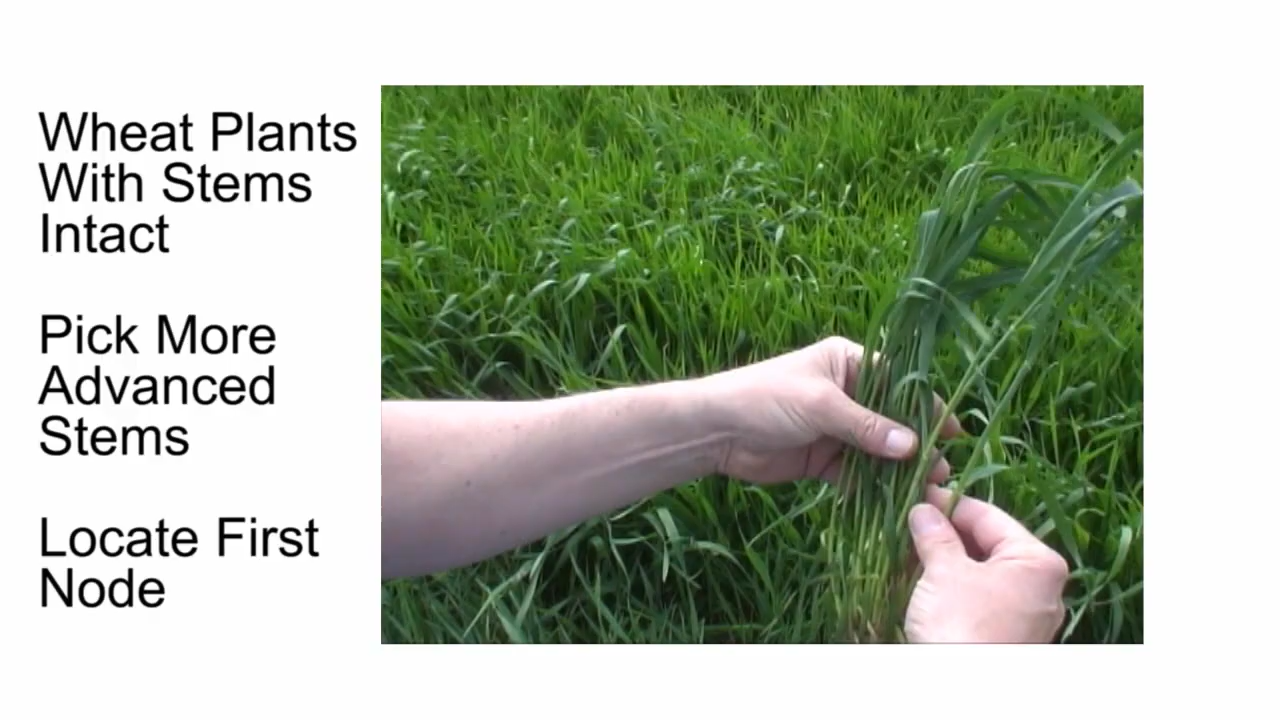 Wheat Plants
With Stems
Intact
Pick More
Advanced
Stems
Locate First
Node